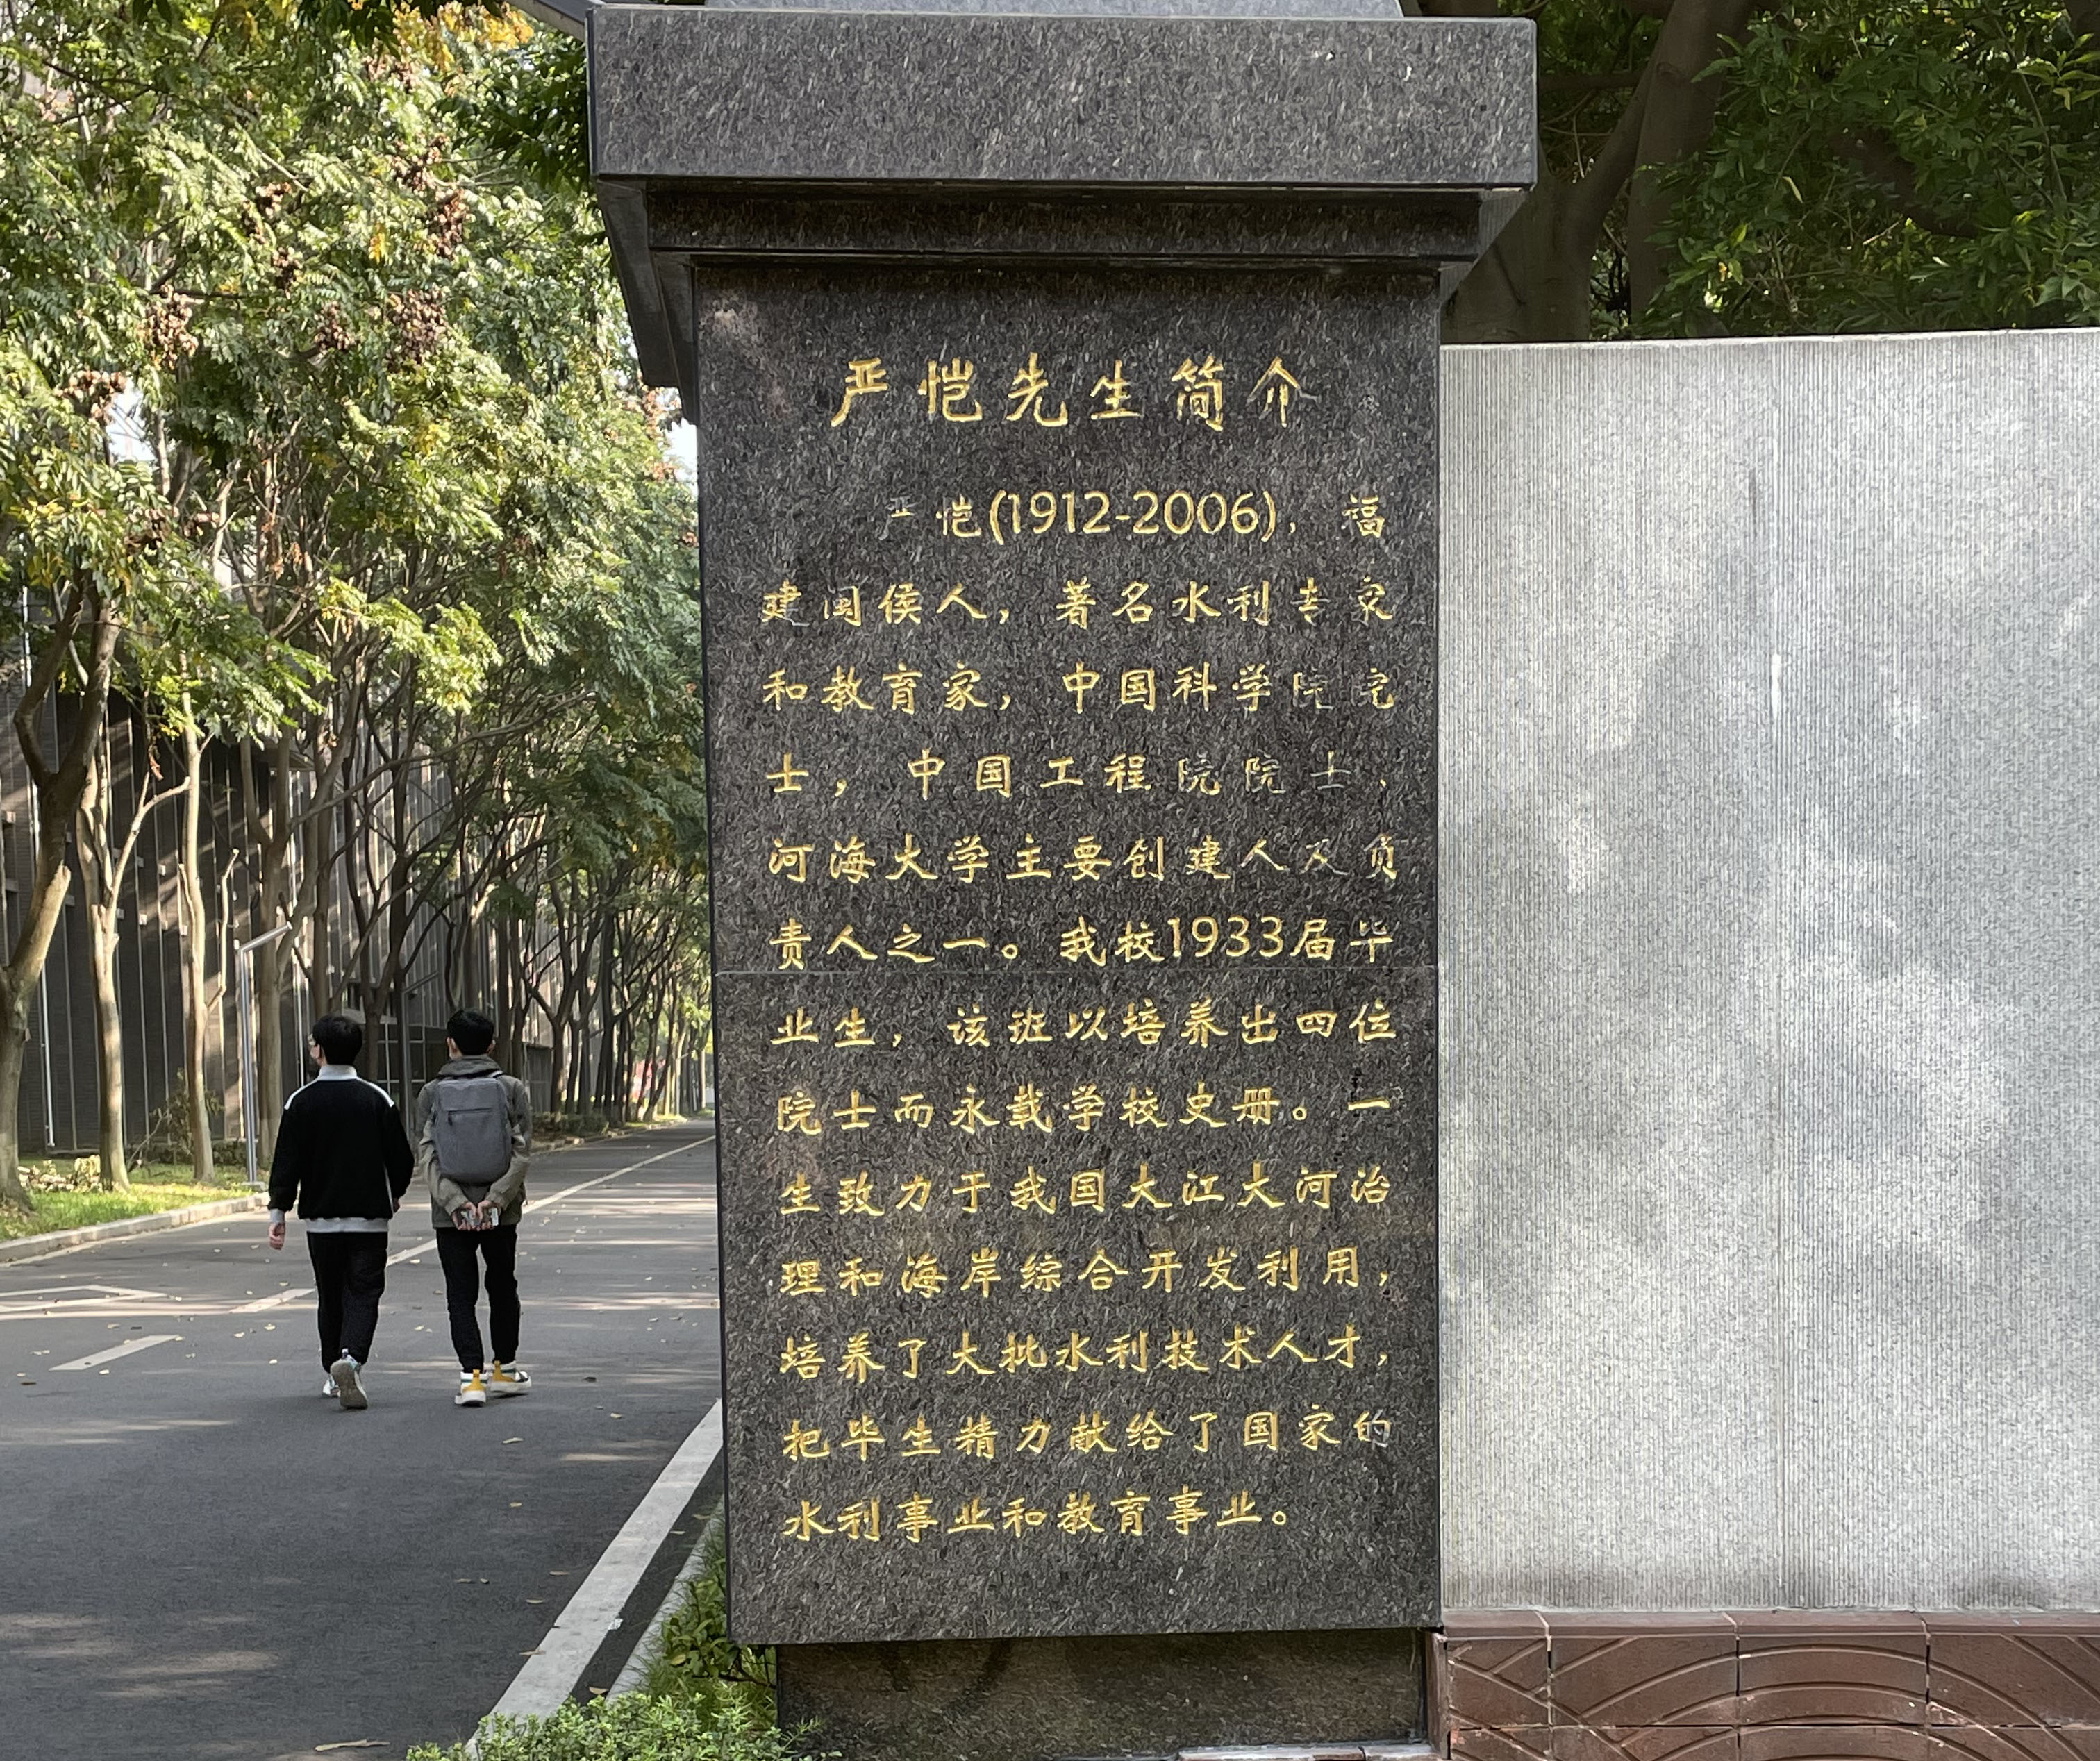 严恺先生简介
严恺(1912-2006)，福
建闽侯人，著名水利专家
和教育家，中国科学院院
士，中国工程院院士，
河海大学主要创建人及负
责人之一。我校1933届毕
业生，该班以培养出四位
院士而永载学校史册。一
生致力于我国大江大河治
理和海岸综合开发利用，
培养了大批水利技术人才，
把毕生精力献给了国家的
水利事业和教育事业。